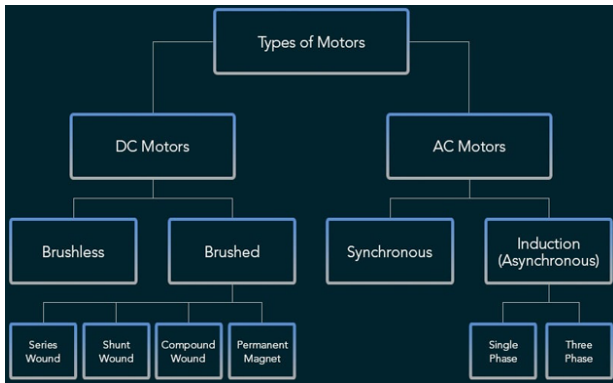 Types of Motors
DC Motors
AC Motors
Brushless
Brushed
Synchronous
Induction
(Asynchronous)
Series
Wound
Shunt
Wound
Compound
Wound
Permanent
Magnet
Single
Phase
Three
Phase